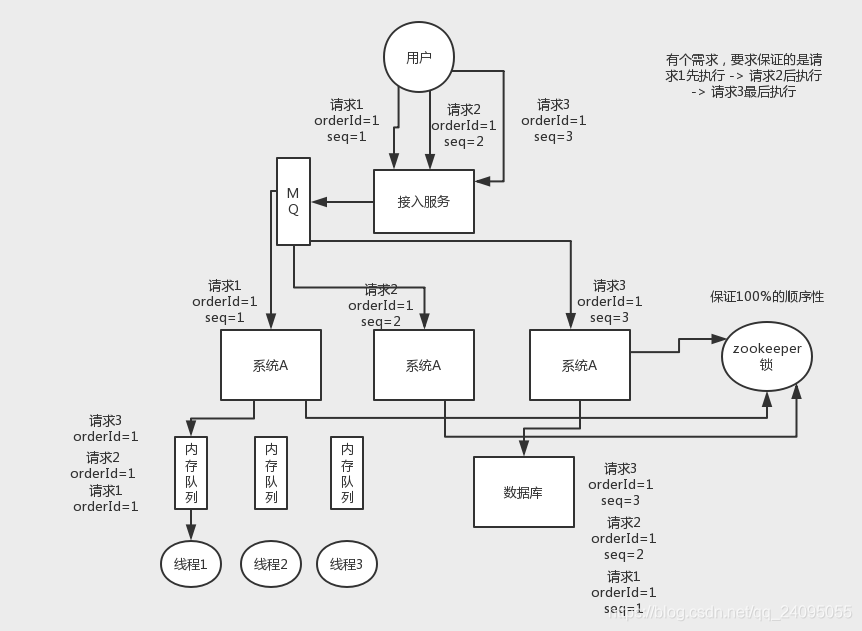 用户
有个需求，要求保证的是请
求1先执行 -> 请求2后执行
-> 请求3最后执行
请求1
orderId=1
seq=1
请求2
orderId=1
seq=2
请求3
orderId=1
seq=3
M
Q
接入服务
请求1
orderId=1
seq=1
请求2
orderId=1
seq=2
请求3
orderId=1
seq=3
保证100%的顺序性
系统A
系统A
系统A
zookeeper
锁
请求3
orderId=1
请求2
orderId=1
请求1
orderId=1
内
存
队
列
内
存
队
列
内
存
队
列
数据库
请求3
orderId=1
seq=3
请求2
orderId=1
seq=2
请求1
orderId=1
seq=1
线程1
线程2
线程3
https://blog.csdn.net/qq_24095055